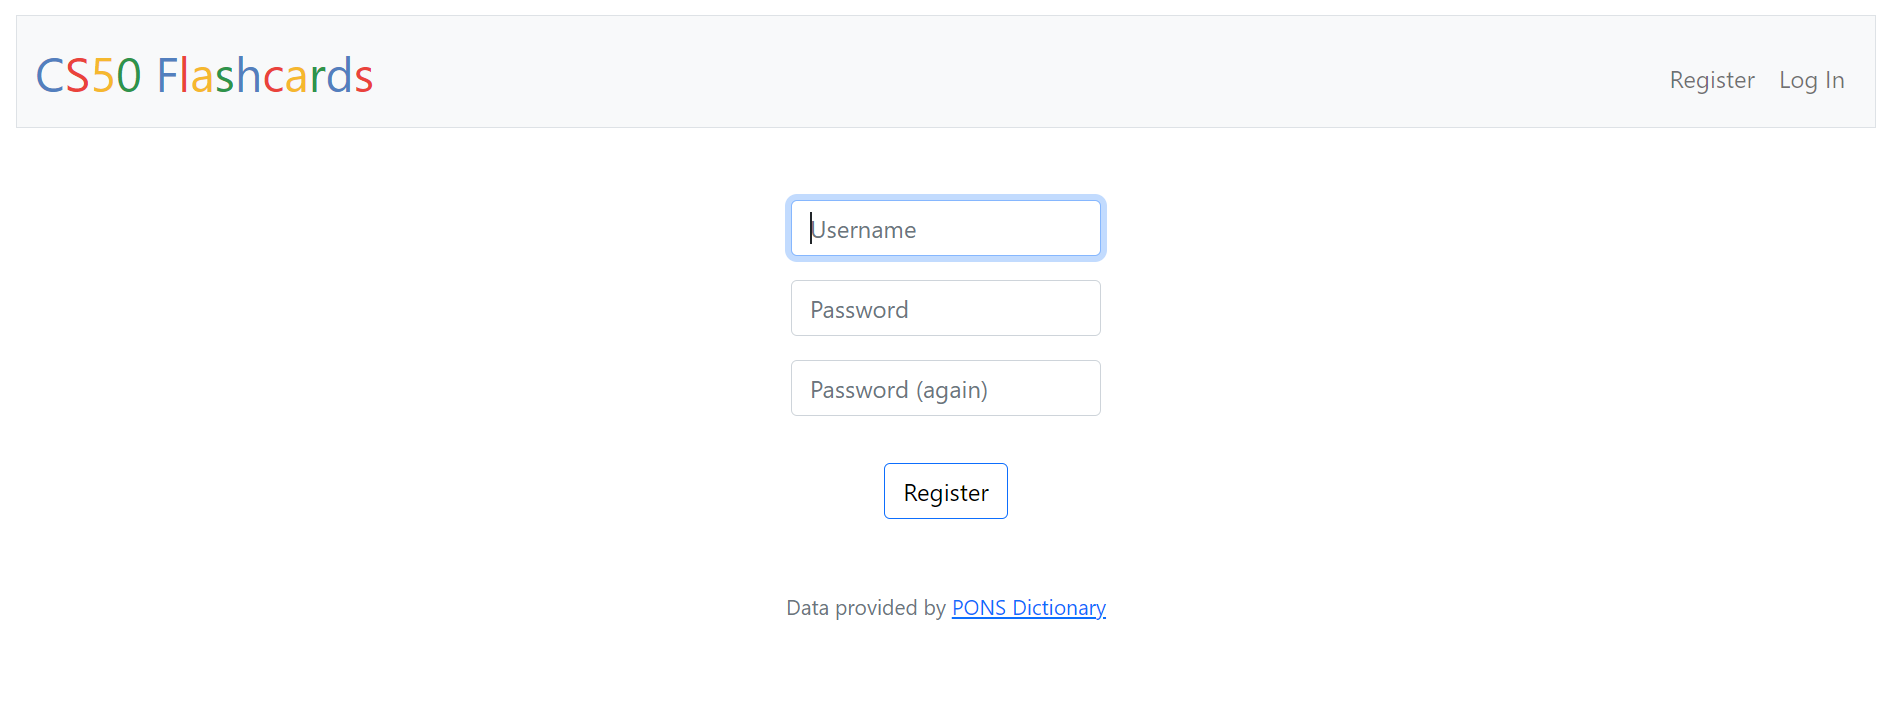 CS50 Flashcards
Register Log In
Username
Password
Password (again)
Register
Data provided by PONS Dictionary